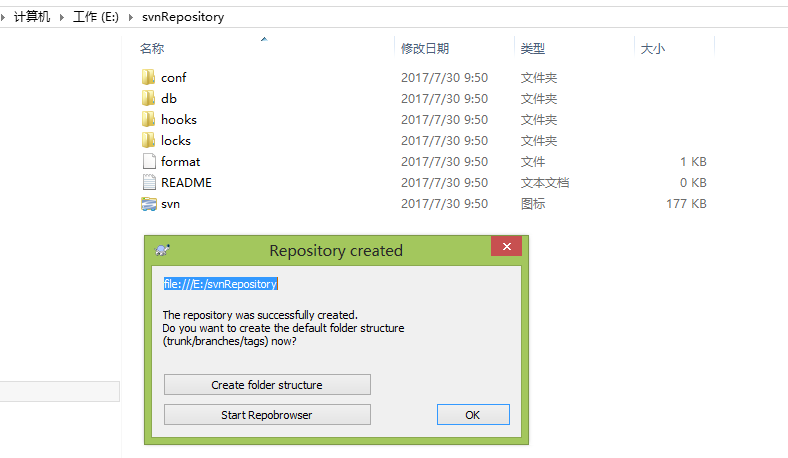 计算机 工作 (E:) svnRepository
名称 修改日期 类型 大小
conf 2017/7/30 9:50 文件夹
db 2017/7/30 9:50 文件夹
hooks 2017/7/30 9:50 文件夹
locks 2017/7/30 9:50 文件夹
format 2017/7/30 9:50 文件 1 KB
README 2017/7/30 9:50 文本文档 0 KB
svn 2017/7/30 9:50 图标 177 KB
Repository created
file:///E:/svnRepository
The repository was successfully created.
Do you want to create the default folder structure
(trunk/branches/tags) now?
Create folder structure
Start Repobrowser OK